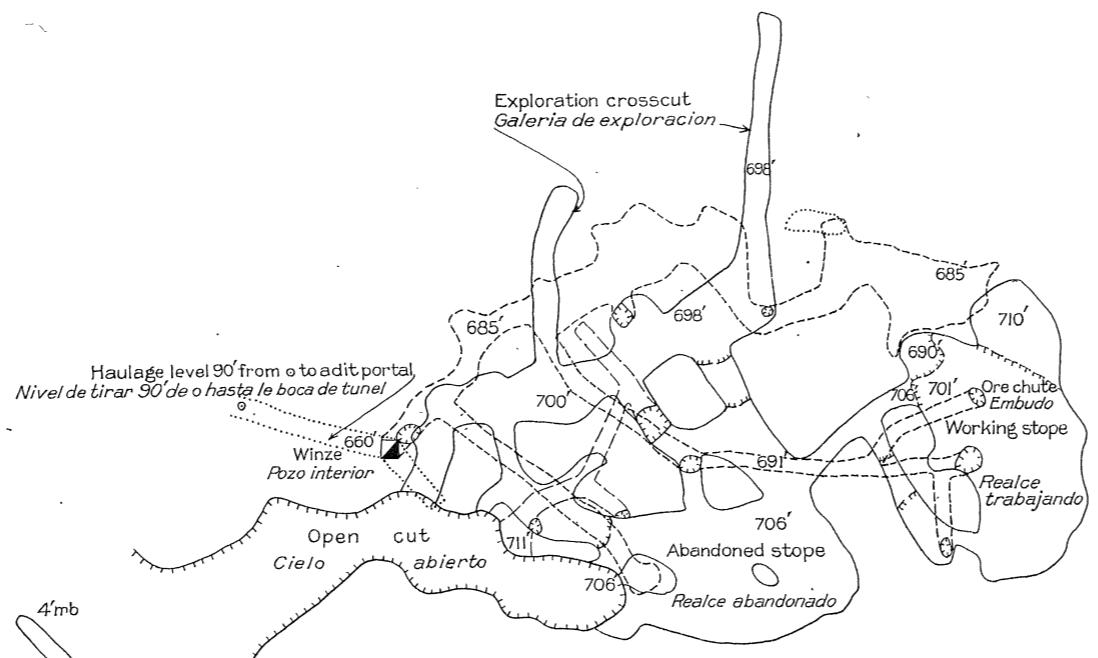 Exploration crosscut
Galeria de exploracion
698′
685′
710′
698′
685′
690′
Haulage level 90′ from o to adit portal
Nivel de tirar 90′ de o hasta le boca de tunel
701′
Ore chute
Embudo
706′
700′
Working stope
660′
Winze
Pozo interior
691′
Realce
trabajando
706′
Open cut
Cielo abierto
711′
Abandoned stope
706
Realce abandonado
4′mb